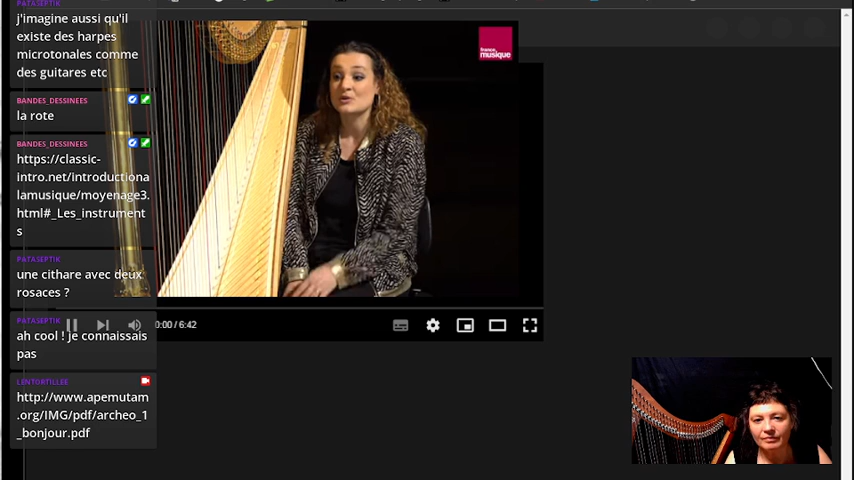 PATASEPTIK
j'imagine aussi qu'il
existe des harpes
microtonales comme
des guitares etc
BANDES_DESSINEES
la rote
BANDES_DESSINEES
https://classic-
intro.net/introductiona
lamusique/moyenage3.
html#_Les_instrument
s
PATASEPTIK
une cithare avec deux
rosaces ?
PATASEPTIK
ah cool ! je connaissais
pas
LENTORTILLEE
http://www.apemutam
.org/IMG/pdf/archeo_1
_bonjour.pdf
france
musique
0:00 / 6:42